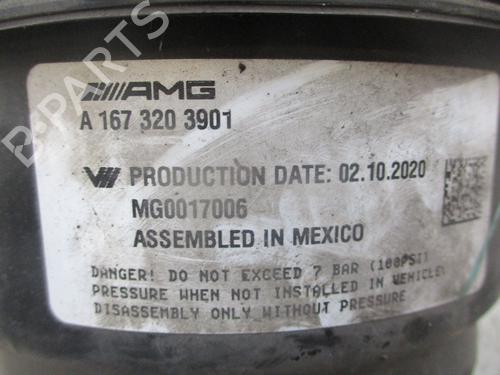 B-PARTS
AMG
A 167 320 3901
PRODUCTION DATE: 02.10.2020
MG0017006
ASSEMBLED IN MEXICO
DANGER! DO NOT EXCEED 7 BAR (100PSI)
PRESSURE WHEN NOT INSTALLED IN VEHICLE,
DISASSEMBLY ONLY WITHOUT PRESSURE